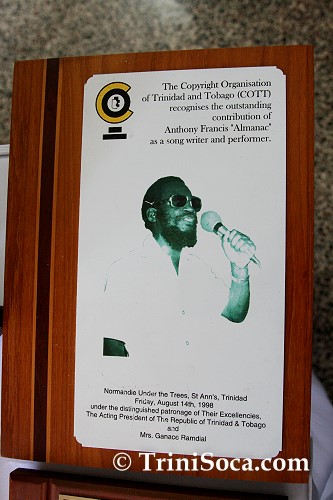 The Copyright Organisation
of Trinidad and Tobago (COTT)
recognises the outstanding
contribution of
Anthony Francis "Almanac"
as a song writer and performer.
Normandie Under the Trees, St Ann's, Trinidad
Friday, August 14th, 1998
under the distinguished patronage of Their Excellencies,
The Acting President of The Republic of Trinidad & Tobago
and
Mrs. Ganace Ramdial
© TriniSoca.com